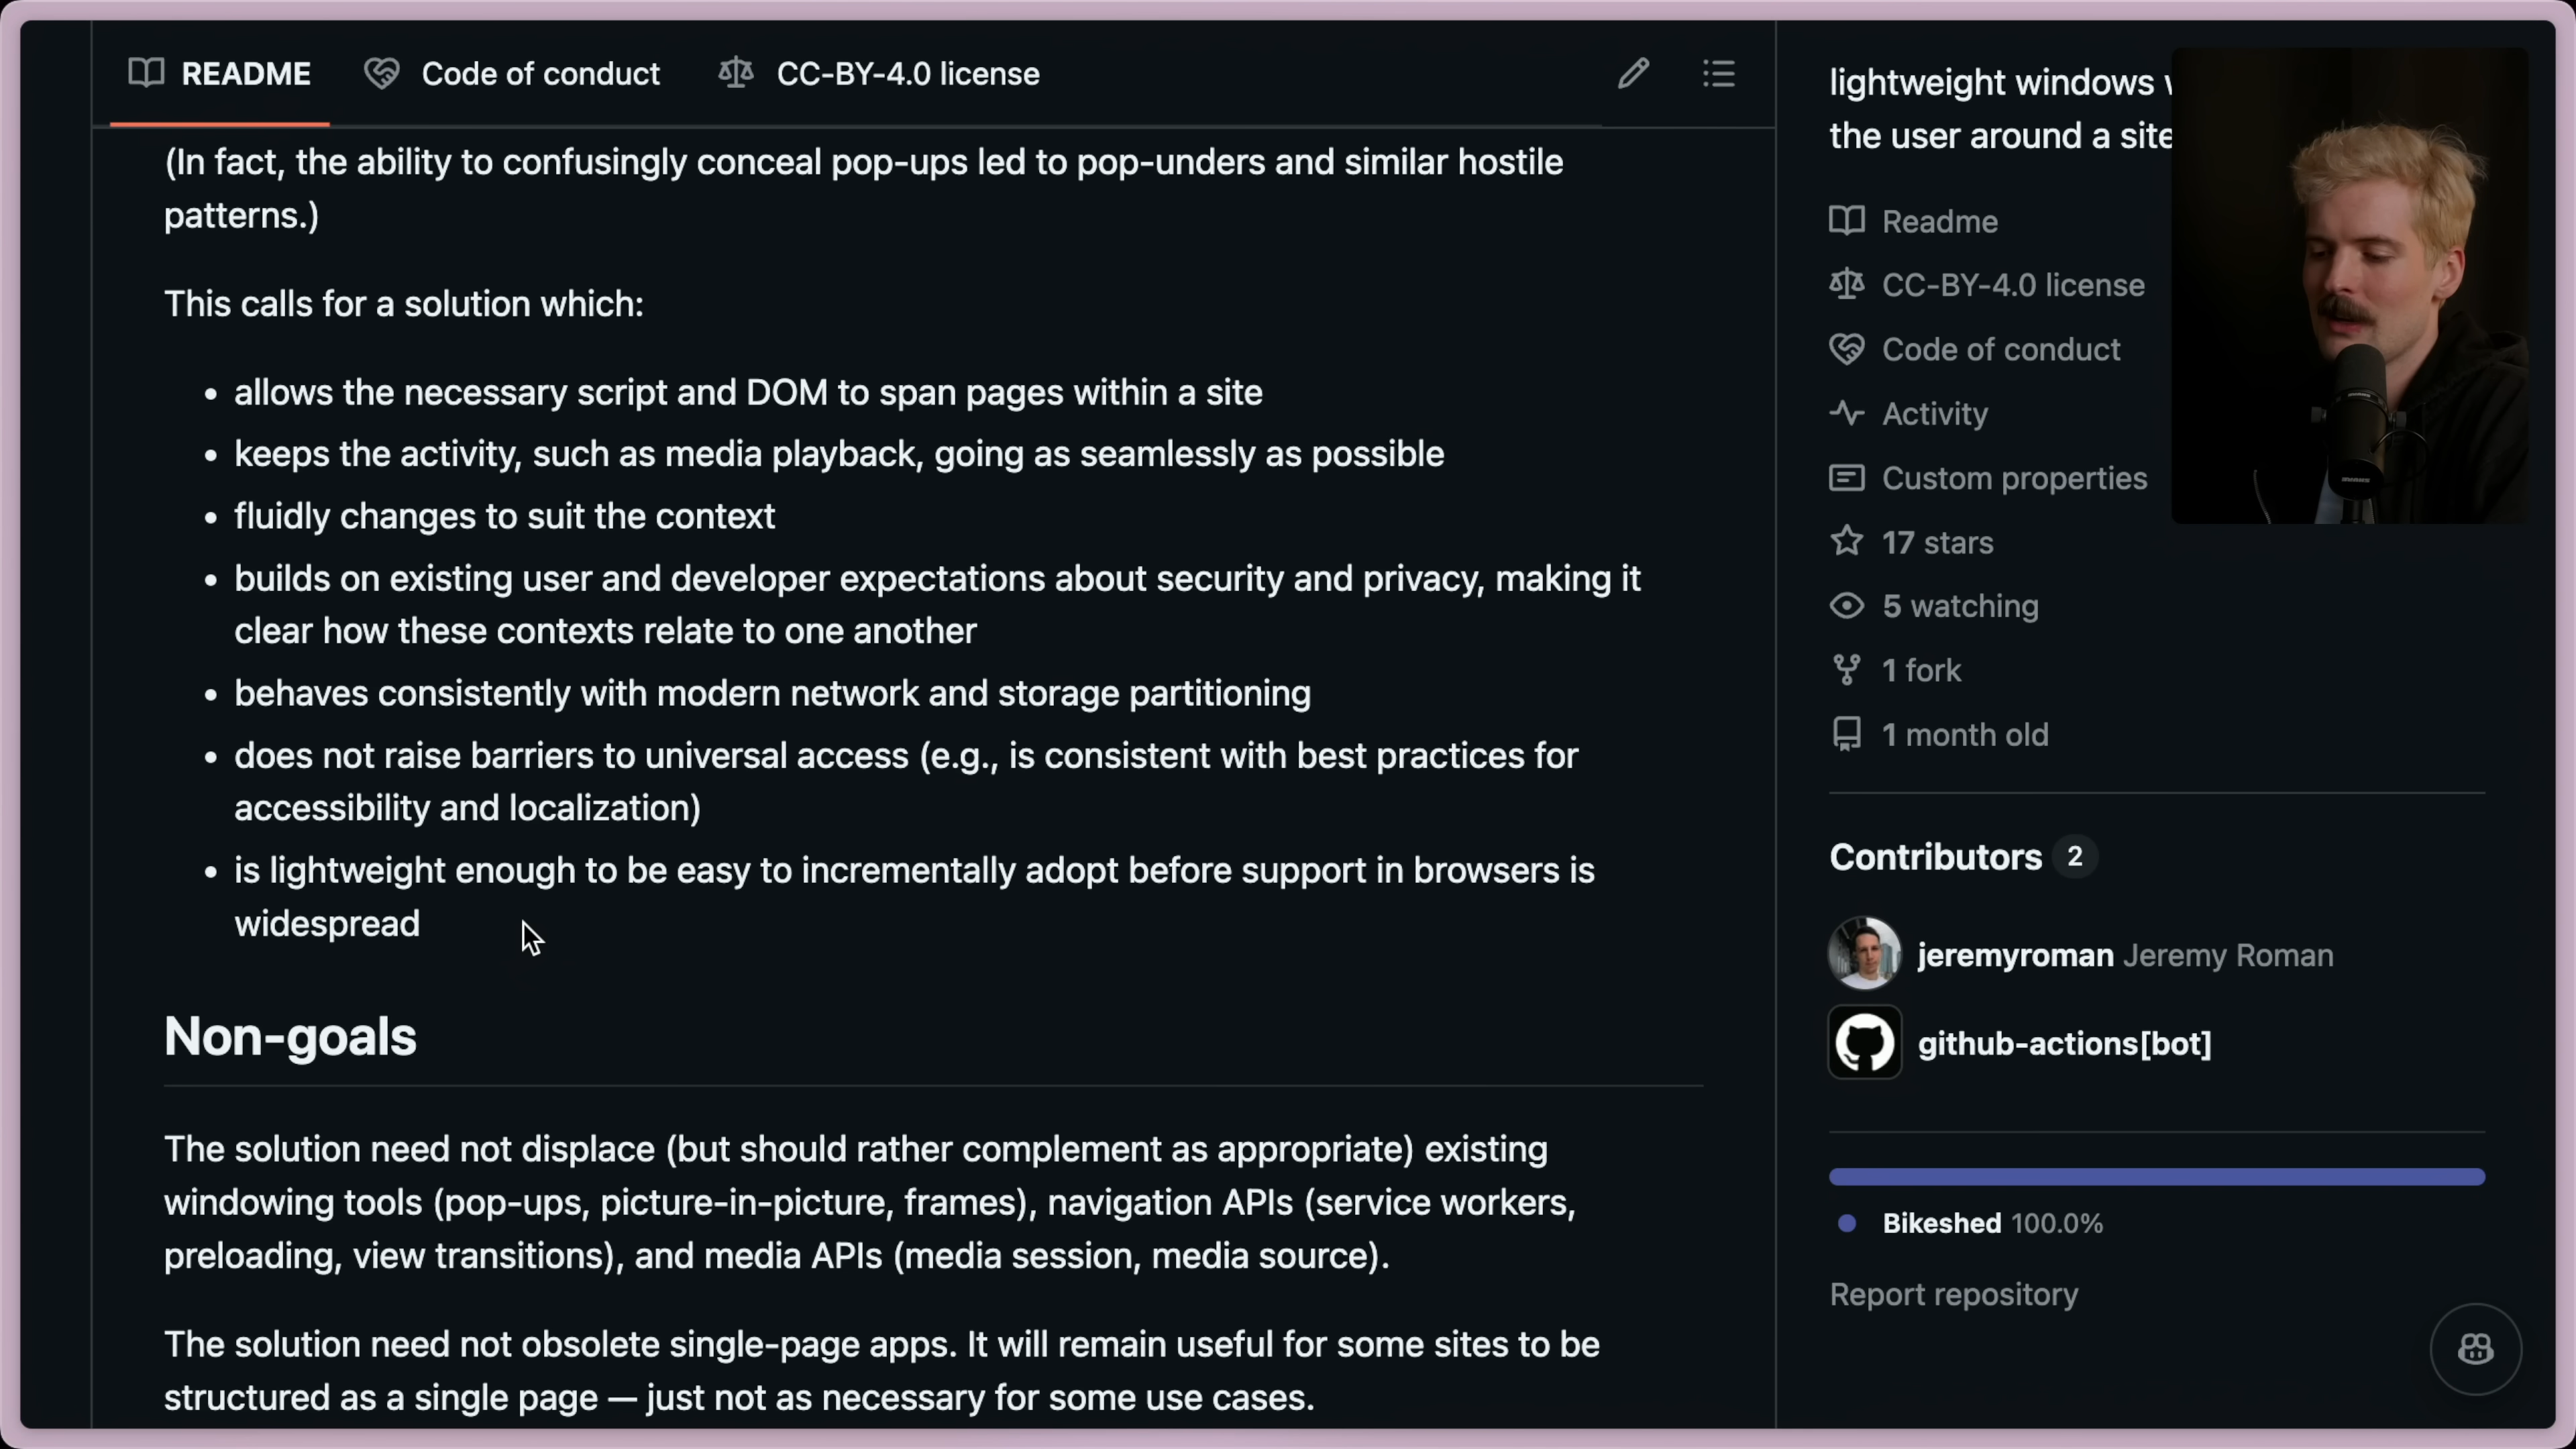 README
Code of conduct
CC-BY-4.0 license
(In fact, the ability to confusingly conceal pop-ups led to pop-unders and similar hostile
patterns.)
This calls for a solution which:
• allows the necessary script and DOM to span pages within a site
• keeps the activity, such as media playback, going as seamlessly as possible
• fluidly changes to suit the context
• builds on existing user and developer expectations about security and privacy, making it
clear how these contexts relate to one another
• behaves consistently with modern network and storage partitioning
• does not raise barriers to universal access (e.g., is consistent with best practices for
accessibility and localization)
• is lightweight enough to be easy to incrementally adopt before support in browsers is
widespread
Non-goals
The solution need not displace (but should rather complement as appropriate) existing
windowing tools (pop-ups, picture-in-picture, frames), navigation APIs (service workers,
preloading, view transitions), and media APIs (media session, media source).
The solution need not obsolete single-page apps. It will remain useful for some sites to be
structured as a single page — just not as necessary for some use cases.
lightweight windows
the user around a site
Readme
CC-BY-4.0 license
Code of conduct
Activity
Custom properties
17 stars
5 watching
1 fork
1 month old
Contributors 2
jeremyroman Jeremy Roman
github-actions[bot]
Bikeshed 100.0%
Report repository